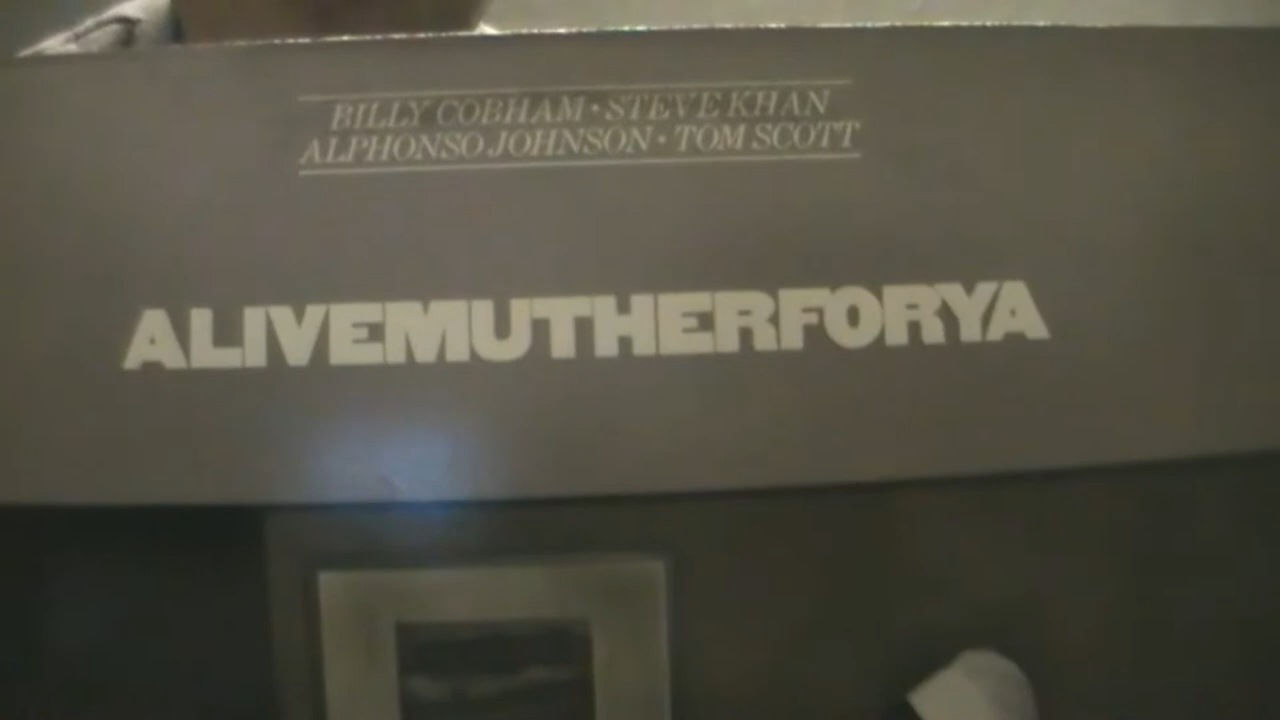 BILLY COBHAM • STEVE KHAN
ALPHONSO JOHNSON • TOM SCOTT
ALIVEMUTHERFORYA